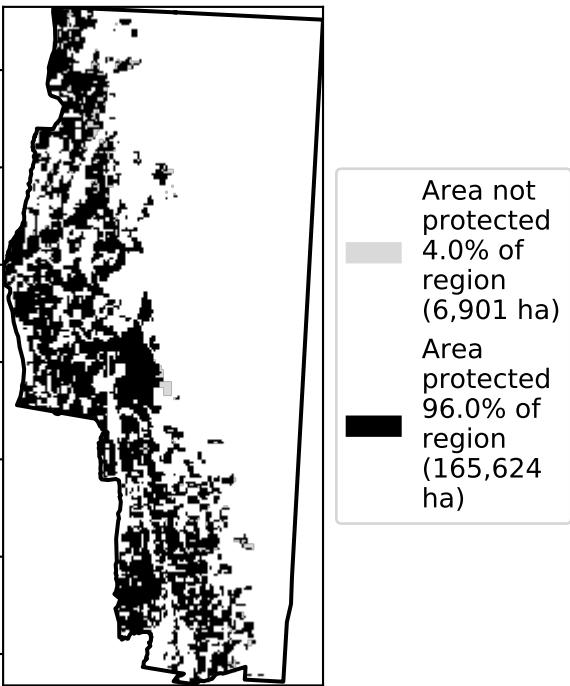 Area not
protected
4.0% of
region
(6,901 ha)
Area
protected
96.0% of
region
(165,624
ha)